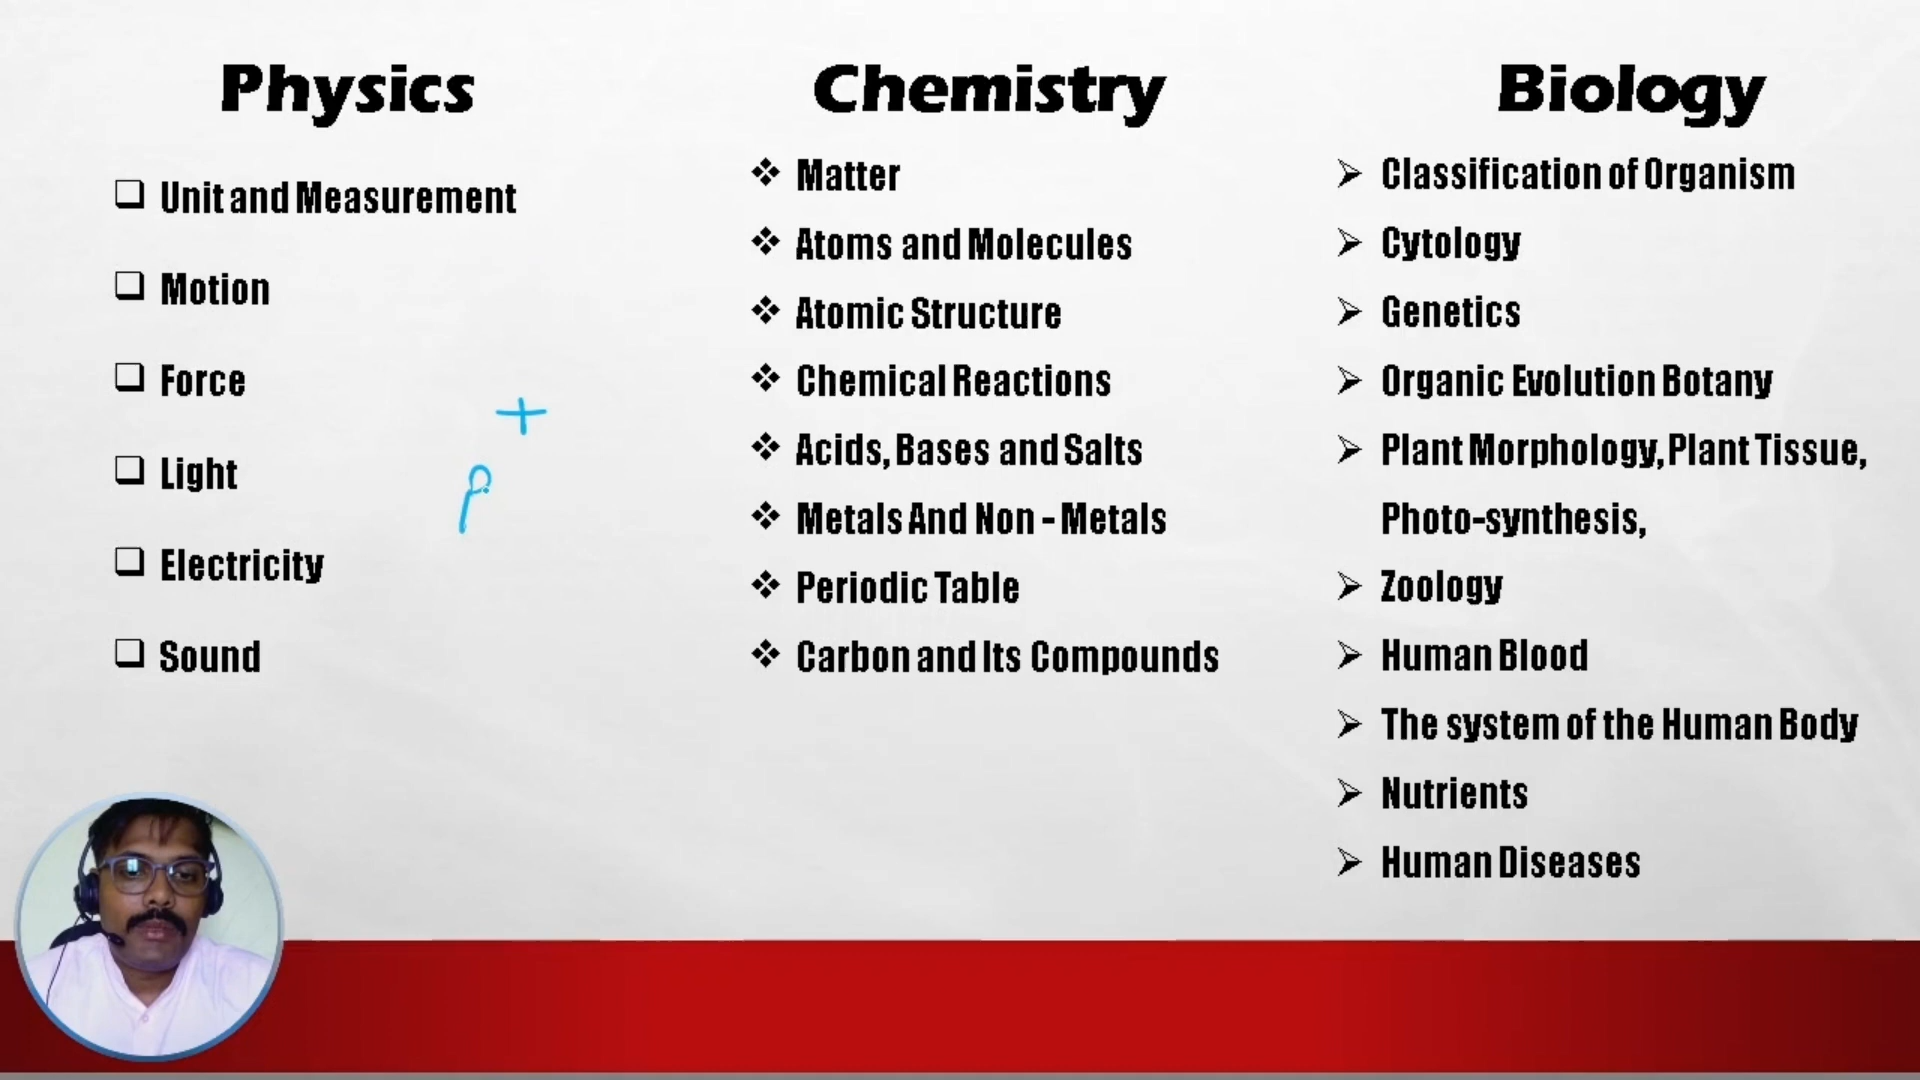 Physics
Unit and Measurement
Motion
Force
Light
Electricity
Sound
+
P
Chemistry
Matter
Atoms and Molecules
Atomic Structure
Chemical Reactions
Acids, Bases and Salts
Metals And Non - Metals
Periodic Table
Carbon and Its Compounds
Biology
Classification of Organism
Cytology
Genetics
Organic Evolution Botany
Plant Morphology, Plant Tissue,
Photo-synthesis,
Zoology
Human Blood
The system of the Human Body
Nutrients
Human Diseases